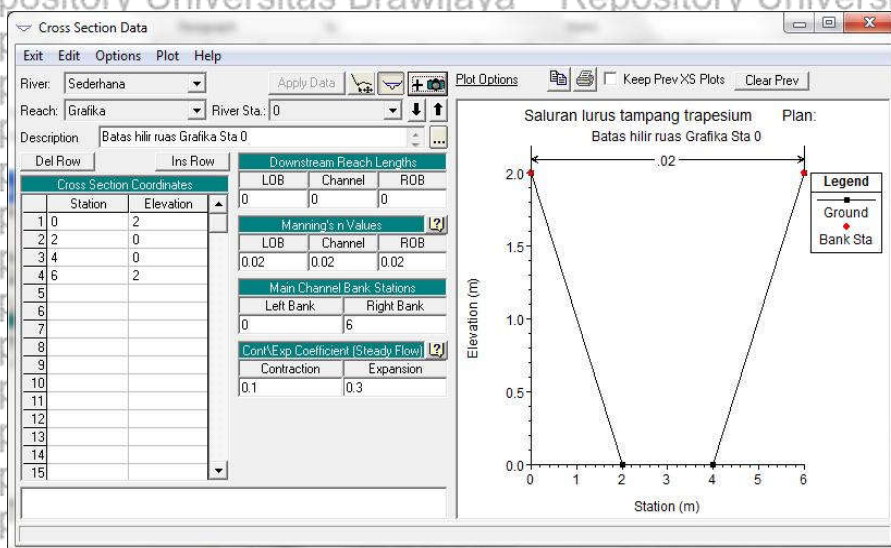 Repository Universitas Brawijaya
Repository Universi
Cross Section Data
Exit Edit Options Plot Help
River: Sederhana Apply Data
Plot Options Keep Prev XS Plots Clear Prev
Reach: Grafika River Sta.: 0
Description Batas hilir ruas Grafika Sta 0 ...
Del Row Ins Row
Cross Section Coordinates
Station Elevation
1 0 2
2 2 0
3 4 0
4 6 2
5
6
7
8
9
10
11
12
13
14
15
Downstream Reach Lengths
LOB Channel ROB
0 0 0
Manning's n Values ?
LOB Channel ROB
0.02 0.02 0.02
Main Channel Bank Stations
Left Bank Right Bank
0 6
Cont\Exp Coefficient (Steady Flow) ?
Contraction Expansion
0.1 0.3
Saluran lurus tampang trapesium Plan:
Batas hilir ruas Grafika Sta 0
.02
Legend
Ground
Bank Sta
2.0
1.5
1.0
0.5
0.0
Elevation (m)
0 1 2 3 4 5 6
Station (m)